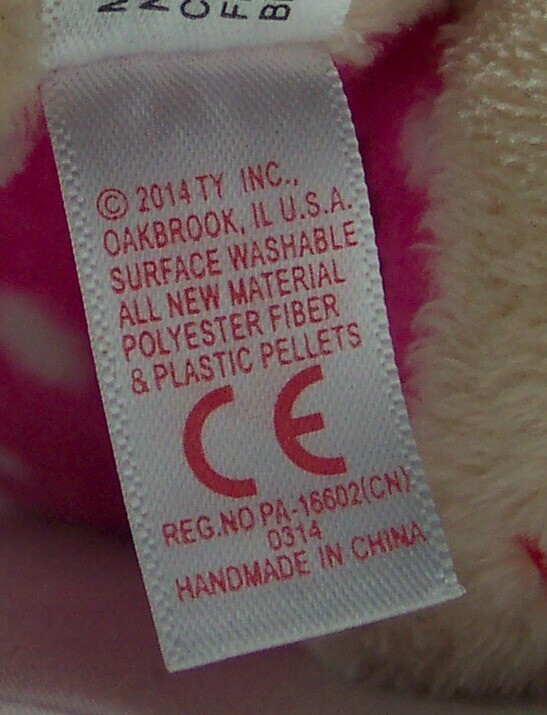 © 2014 TY INC.,
OAKBROOK, IL U.S.A.
SURFACE WASHABLE
ALL NEW MATERIAL
POLYESTER FIBER
& PLASTIC PELLETS
CE
REG.NO PA-16602(CN)
0314
HANDMADE IN CHINA